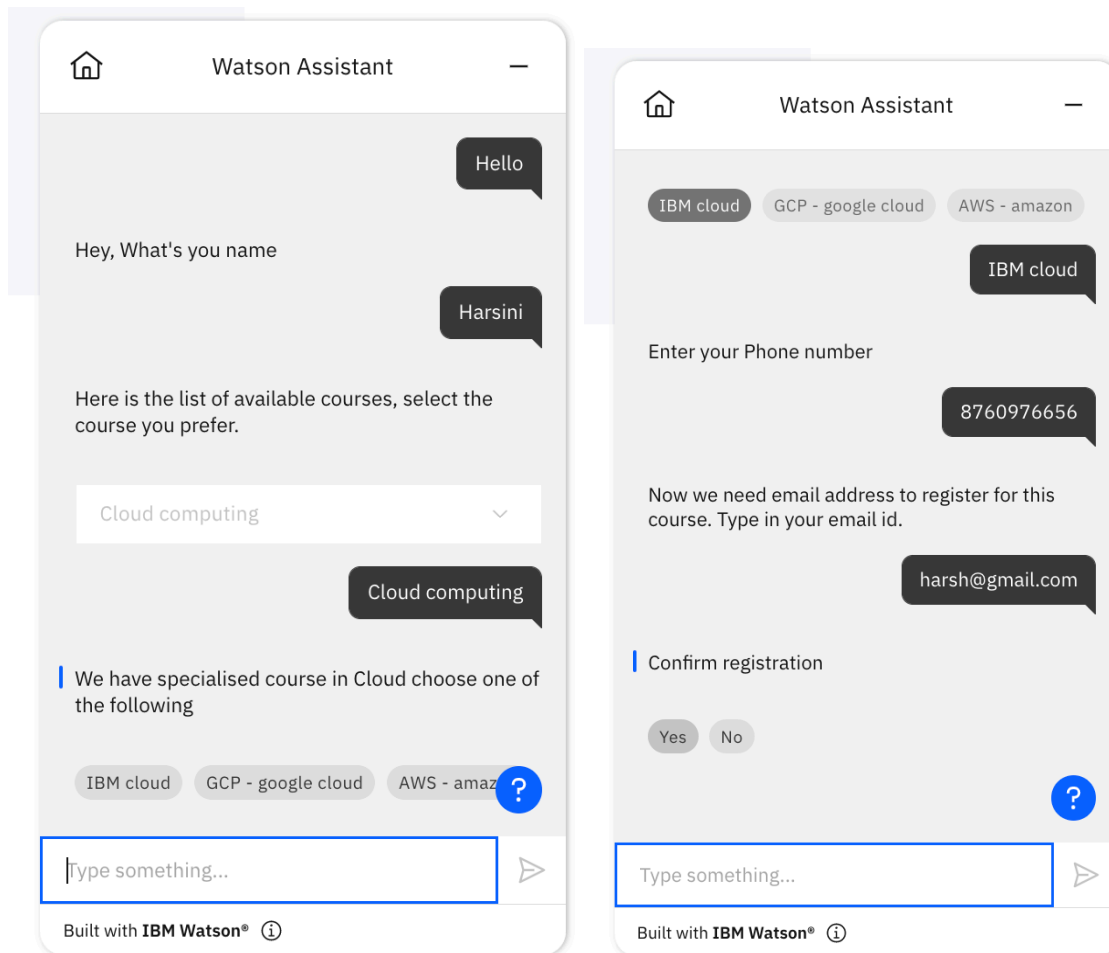 Watson Assistant
Hello
Hey, What's you name
Harsini
Here is the list of available courses, select the
course you prefer.
Cloud computing
Cloud computing
We have specialised course in Cloud choose one of
the following
IBM cloud GCP - google cloud AWS - amaz
?
Type something...
Built with IBM Watson®
Watson Assistant
IBM cloud GCP - google cloud AWS - amazon
IBM cloud
Enter your Phone number
8760976656
Now we need email address to register for this
course. Type in your email id.
harsh@gmail.com
Confirm registration
Yes No
?
Type something...
Built with IBM Watson®